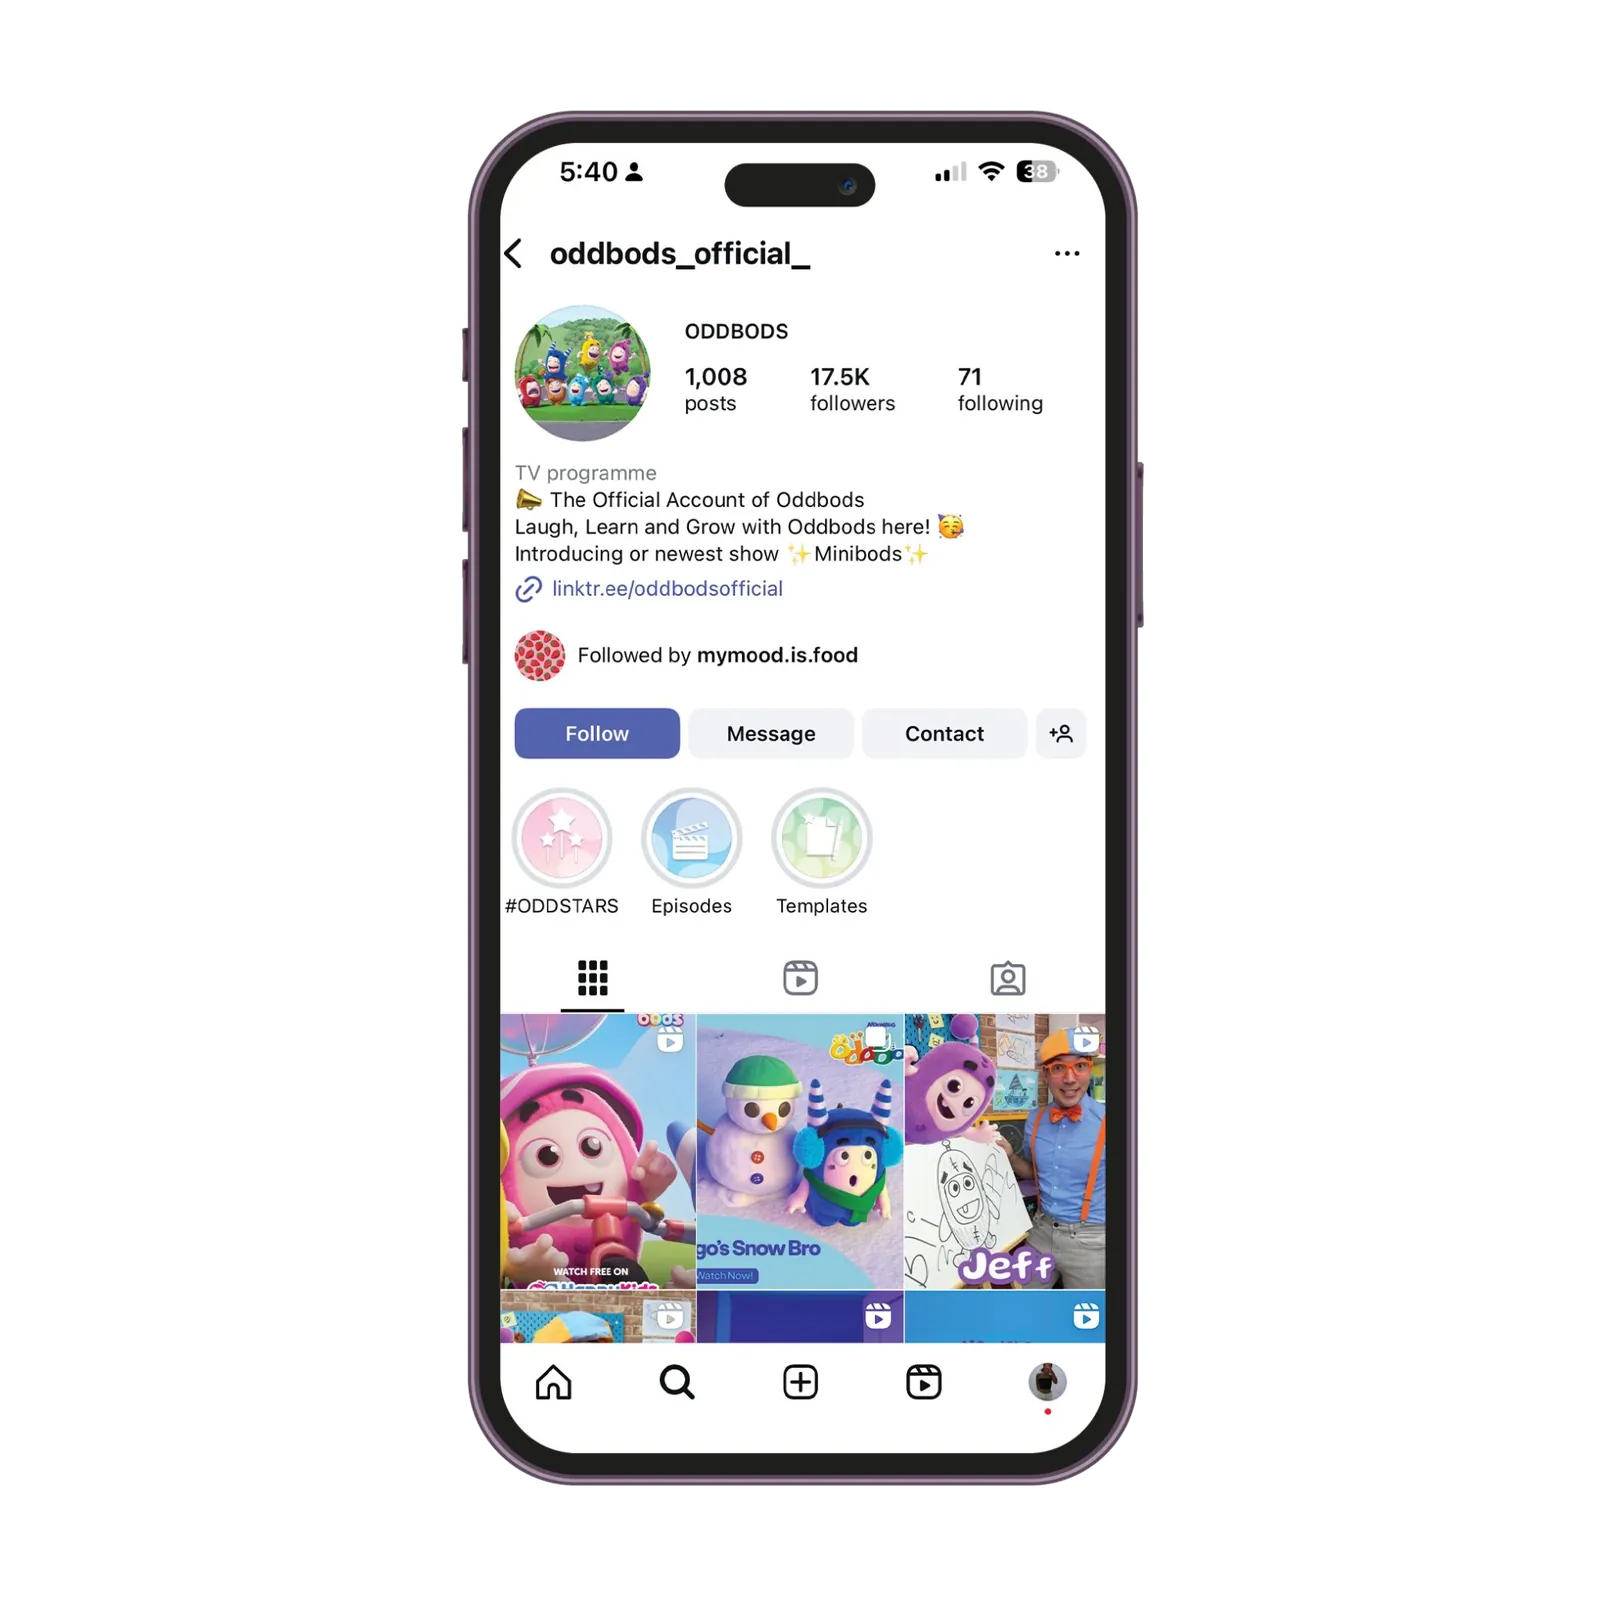 5:40
38
oddbods_official_
ODDBODS
1,008 17.5K 71
posts followers following
TV programme
The Official Account of Oddbods
Laugh, Learn and Grow with Oddbods here!
Introducing or newest show ✨Minibods✨
linktr.ee/oddbodsofficial
Followed by mymood.is.food
Follow Message Contact
#ODDSTARS Episodes Templates
go's Snow Bro
Watch Now!
Jeff
WATCH FREE ON
HappyKids